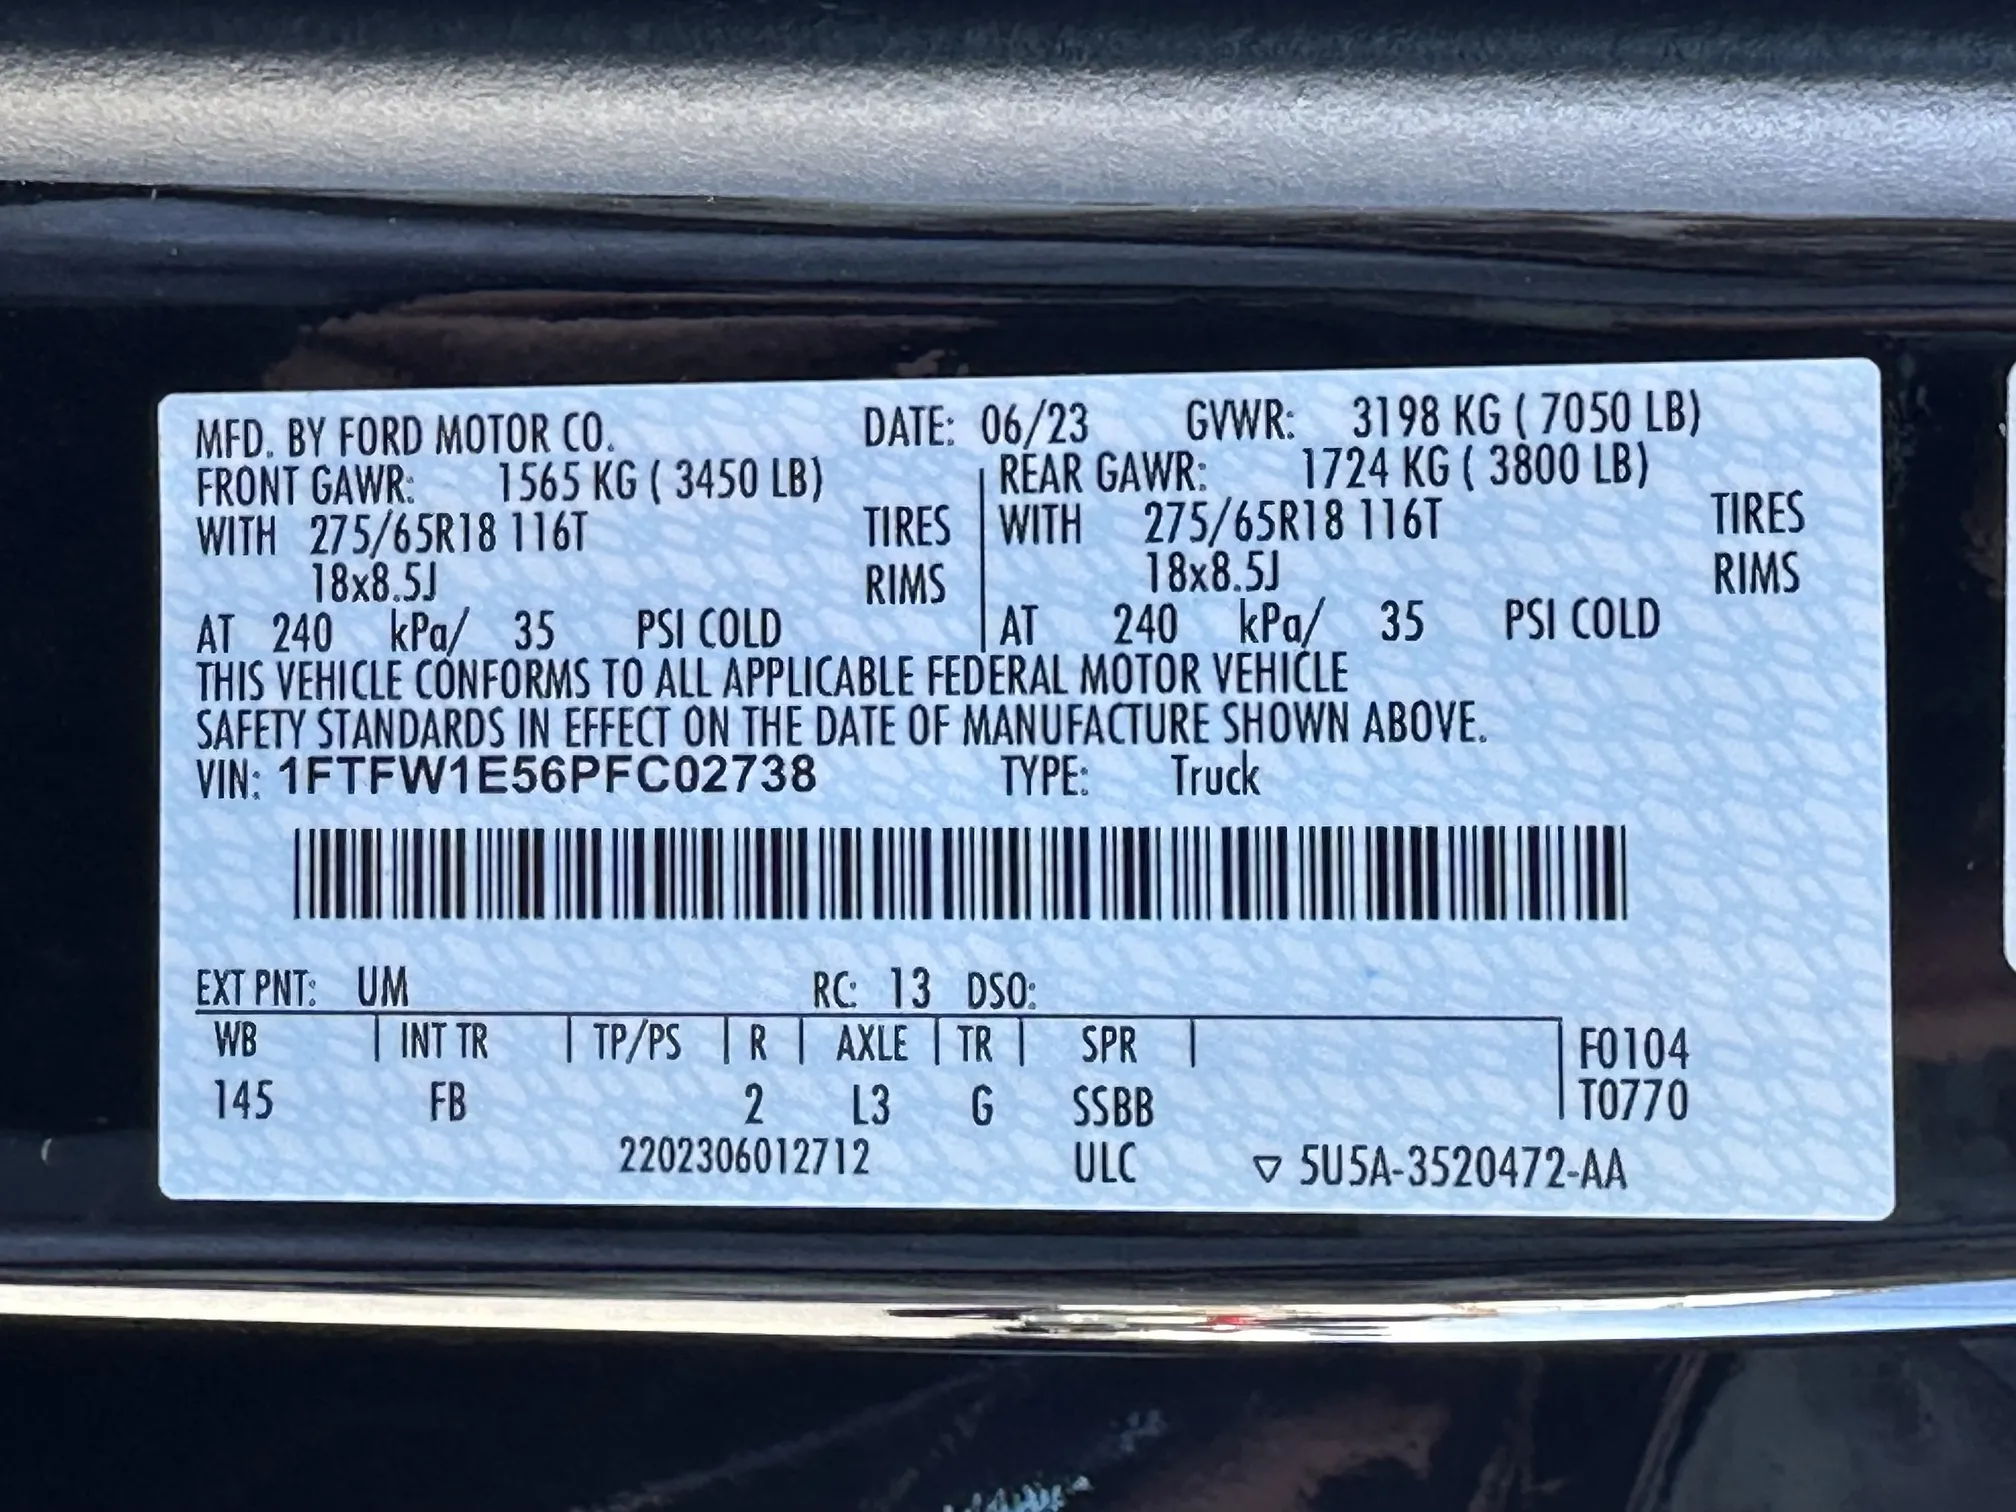 MFD. BY FORD MOTOR CO. DATE: 06/23 GVWR: 3198 KG ( 7050 LB)
FRONT GAWR: 1565 KG ( 3450 LB) REAR GAWR: 1724 KG ( 3800 LB)
WITH 275/65R18 116T TIRES WITH 275/65R18 116T TIRES
18x8.5J RIMS 18x8.5J RIMS
AT 240 kPa/ 35 PSI COLD AT 240 kPa/ 35 PSI COLD
THIS VEHICLE CONFORMS TO ALL APPLICABLE FEDERAL MOTOR VEHICLE
SAFETY STANDARDS IN EFFECT ON THE DATE OF MANUFACTURE SHOWN ABOVE.
VIN: 1FTFW1E56PFC02738 TYPE: Truck
EXT PNT: UM RC: 13 DSO:
WB INT TR TP/PS R AXLE TR SPR F0104
145 FB 2 L3 G SSBB T0770
2202306012712 ULC ▽ 5U5A-3520472-AA